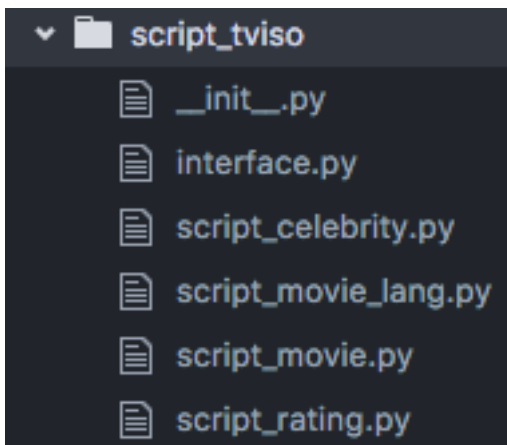 script_tviso
__init__.py
interface.py
script_celebrity.py
script_movie_lang.py
script_movie.py
script_rating.py